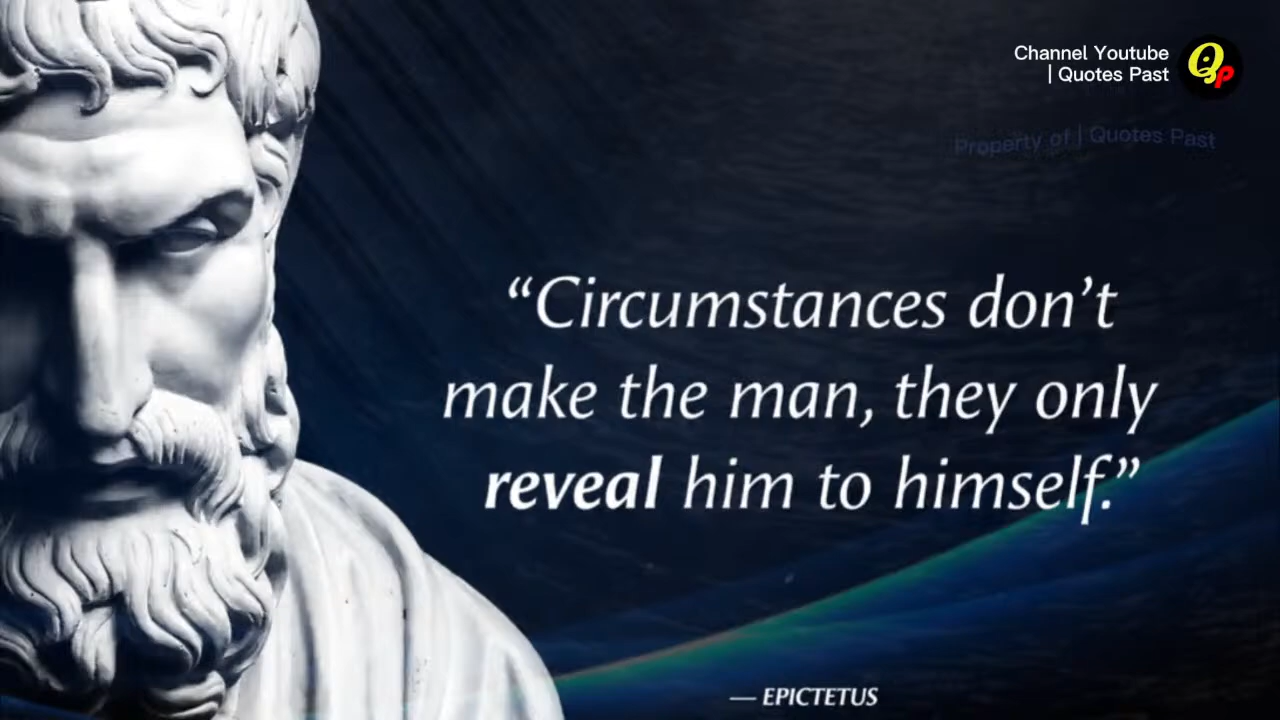 Channel Youtube
| Quotes Past
Property of | Quotes Past
“Circumstances don’t
make the man, they only
reveal him to himself.”
— EPICTETUS